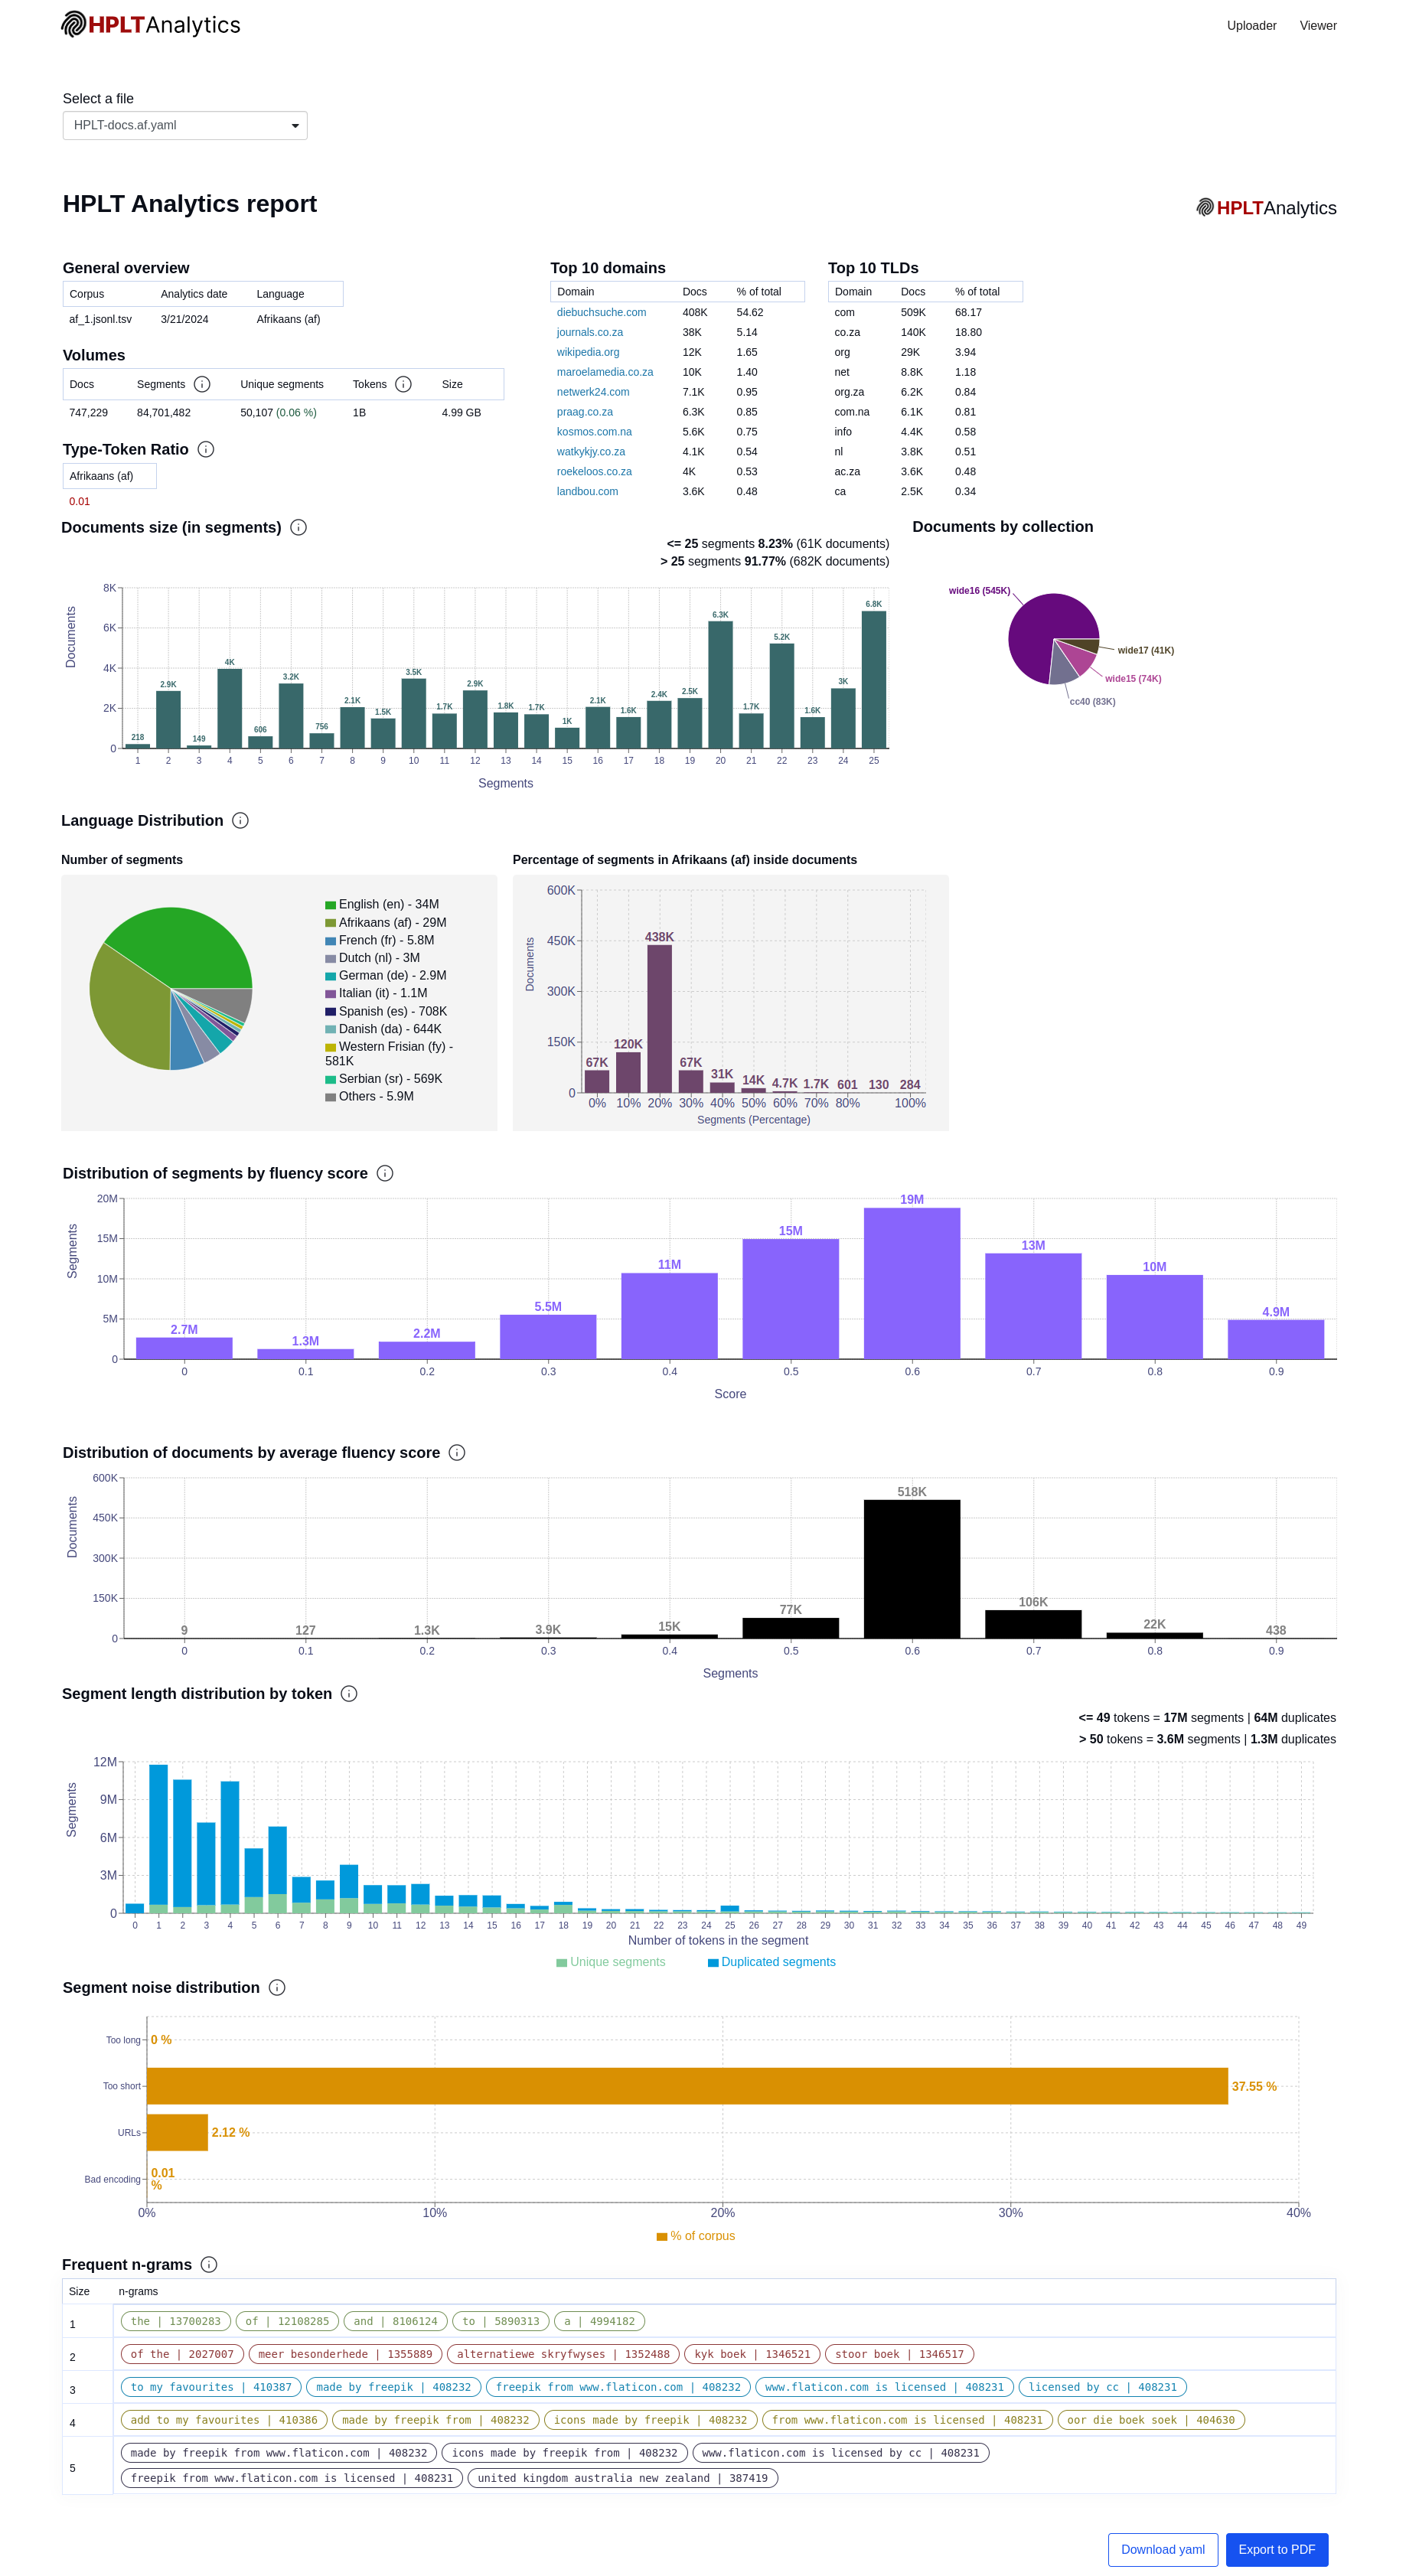 HPLTAnalytics
Uploader Viewer
Select a file
HPLT-docs.af.yaml
HPLT Analytics report
HPLTAnalytics
General overview
Corpus Analytics date Language
af_1.jsonl.tsv 3/21/2024 Afrikaans (af)
Volumes
Docs Segments Unique segments Tokens Size
747,229 84,701,482 50,107 (0.06 %) 1B 4.99 GB
Type-Token Ratio
Afrikaans (af)
0.01
Top 10 domains
Domain Docs % of total
diebuchsuche.com 408K 54.62
journals.co.za 38K 5.14
wikipedia.org 12K 1.65
maroelamedia.co.za 10K 1.40
netwerk24.com 7.1K 0.95
praag.co.za 6.3K 0.85
kosmos.com.na 5.6K 0.75
watkykjy.co.za 4.1K 0.54
roekeloos.co.za 4K 0.53
landbou.com 3.6K 0.48
Top 10 TLDs
Domain Docs % of total
com 509K 68.17
co.za 140K 18.80
org 29K 3.94
net 8.8K 1.18
org.za 6.2K 0.84
com.na 6.1K 0.81
info 4.4K 0.58
nl 3.8K 0.51
ac.za 3.6K 0.48
ca 2.5K 0.34
Documents size (in segments)
<= 25 segments 8.23% (61K documents)
> 25 segments 91.77% (682K documents)
Documents
8K
6K
4K
2K
0
218 2.9K 149 4K 606 3.2K 756 2.1K 1.5K 3.5K 1.7K 2.9K 1.8K 1.7K 1K 2.1K 1.6K 2.4K 2.5K 6.3K 1.7K 5.2K 1.6K 3K 6.8K
1 2 3 4 5 6 7 8 9 10 11 12 13 14 15 16 17 18 19 20 21 22 23 24 25
Segments
Documents by collection
wide16 (545K)
wide17 (41K)
wide15 (74K)
cc40 (83K)
Language Distribution
Number of segments
English (en) - 34M
Afrikaans (af) - 29M
French (fr) - 5.8M
Dutch (nl) - 3M
German (de) - 2.9M
Italian (it) - 1.1M
Spanish (es) - 708K
Danish (da) - 644K
Western Frisian (fy) -
581K
Serbian (sr) - 569K
Others - 5.9M
Percentage of segments in Afrikaans (af) inside documents
Documents
600K
450K
300K
150K
0
67K 120K 438K 67K 31K 14K 4.7K 1.7K 601 130 284
0% 10% 20% 30% 40% 50% 60% 70% 80% 100%
Segments (Percentage)
Distribution of segments by fluency score
Segments
20M
15M
10M
5M
0
2.7M 1.3M 2.2M 5.5M 11M 15M 19M 13M 10M 4.9M
0 0.1 0.2 0.3 0.4 0.5 0.6 0.7 0.8 0.9
Score
Distribution of documents by average fluency score
Documents
600K
450K
300K
150K
0
9 127 1.3K 3.9K 15K 77K 518K 106K 22K 438
0 0.1 0.2 0.3 0.4 0.5 0.6 0.7 0.8 0.9
Segments
Segment length distribution by token
<= 49 tokens = 17M segments | 64M duplicates
> 50 tokens = 3.6M segments | 1.3M duplicates
Segments
12M
9M
6M
3M
0
0 1 2 3 4 5 6 7 8 9 10 11 12 13 14 15 16 17 18 19 20 21 22 23 24 25 26 27 28 29 30 31 32 33 34 35 36 37 38 39 40 41 42 43 44 45 46 47 48 49
Number of tokens in the segment
Unique segments Duplicated segments
Segment noise distribution
Too long 0 %
Too short 37.55 %
URLs 2.12 %
Bad encoding 0.01
%
0% 10% 20% 30% 40%
% of corpus
Frequent n-grams
Size n-grams
1 the | 13700283 of | 12108285 and | 8106124 to | 5890313 a | 4994182
2 of the | 2027007 meer besonderhede | 1355889 alternatiewe skryfwyses | 1352488 kyk boek | 1346521 stoor boek | 1346517
3 to my favourites | 410387 made by freepik | 408232 freepik from www.flaticon.com | 408232 www.flaticon.com is licensed | 408231 licensed by cc | 408231
4 add to my favourites | 410386 made by freepik from | 408232 icons made by freepik | 408232 from www.flaticon.com is licensed | 408231 oor die boek soek | 404630
5 made by freepik from www.flaticon.com | 408232 icons made by freepik from | 408232 www.flaticon.com is licensed by cc | 408231
freepik from www.flaticon.com is licensed | 408231 united kingdom australia new zealand | 387419
Download yaml Export to PDF